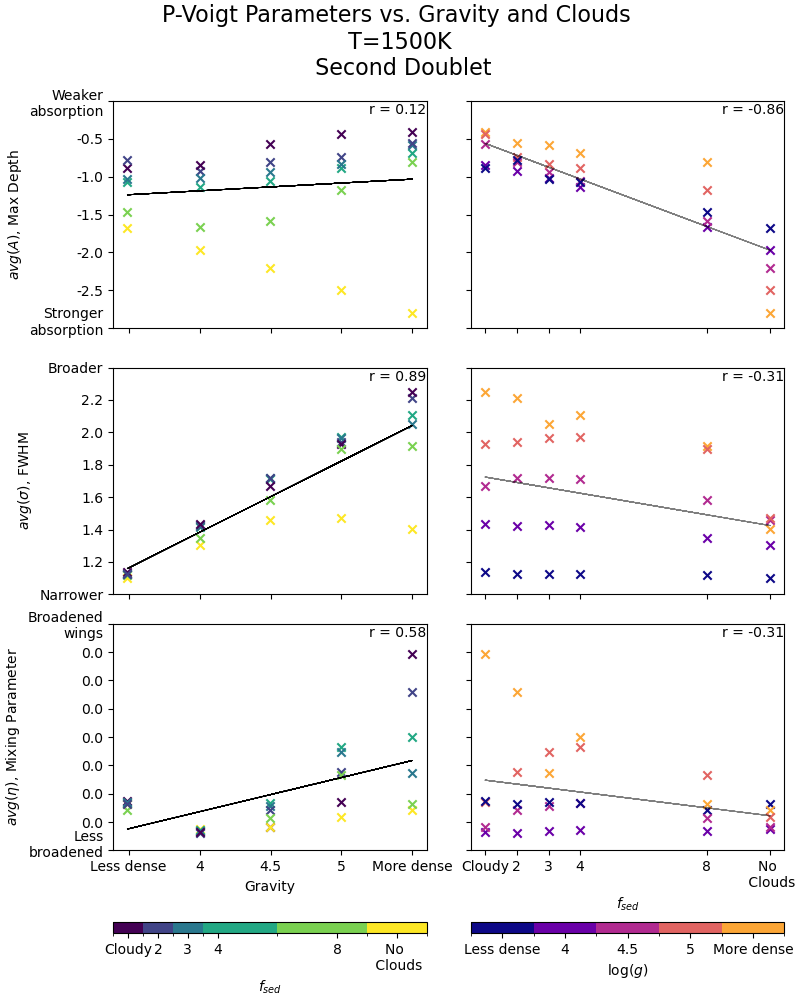 P-Voigt Parameters vs. Gravity and Clouds
T=1500K
Second Doublet
Weaker
absorption
-0.5
-1.0
-1.5
-2.0
-2.5
Stronger
absorption
avg(A), Max Depth
r = 0.12
r = -0.86
Broader
2.2
2.0
1.8
1.6
1.4
1.2
Narrower
avg(σ), FWHM
r = 0.89
r = -0.31
Broadened
wings
0.0
0.0
0.0
0.0
0.0
0.0
0.0
Less
broadened
avg(η), Mixing Parameter
r = 0.58
r = -0.31
Less dense 4 4.5 5 More dense
Gravity
Cloudy 2 3 4 8 No
Clouds
f_sed
Cloudy 2 3 4 8 No
Clouds
f_sed
Less dense 4 4.5 5 More dense
log(g)